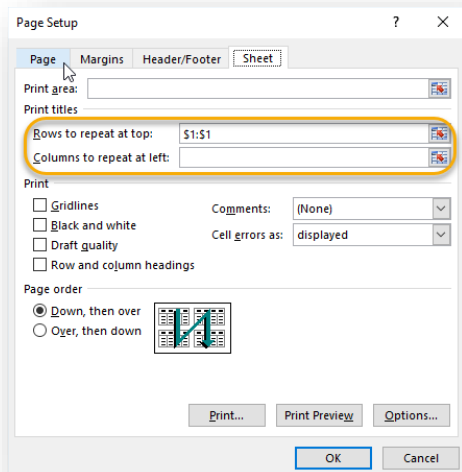 Page Setup ? ×
Page Margins Header/Footer Sheet
Print area:
Print titles
Rows to repeat at top: $1:$1
Columns to repeat at left:
Print
Gridlines Comments: (None)
Black and white Cell errors as: displayed
Draft quality
Row and column headings
Page order
Down, then over
Over, then down
Print... Print Preview Options...
OK Cancel